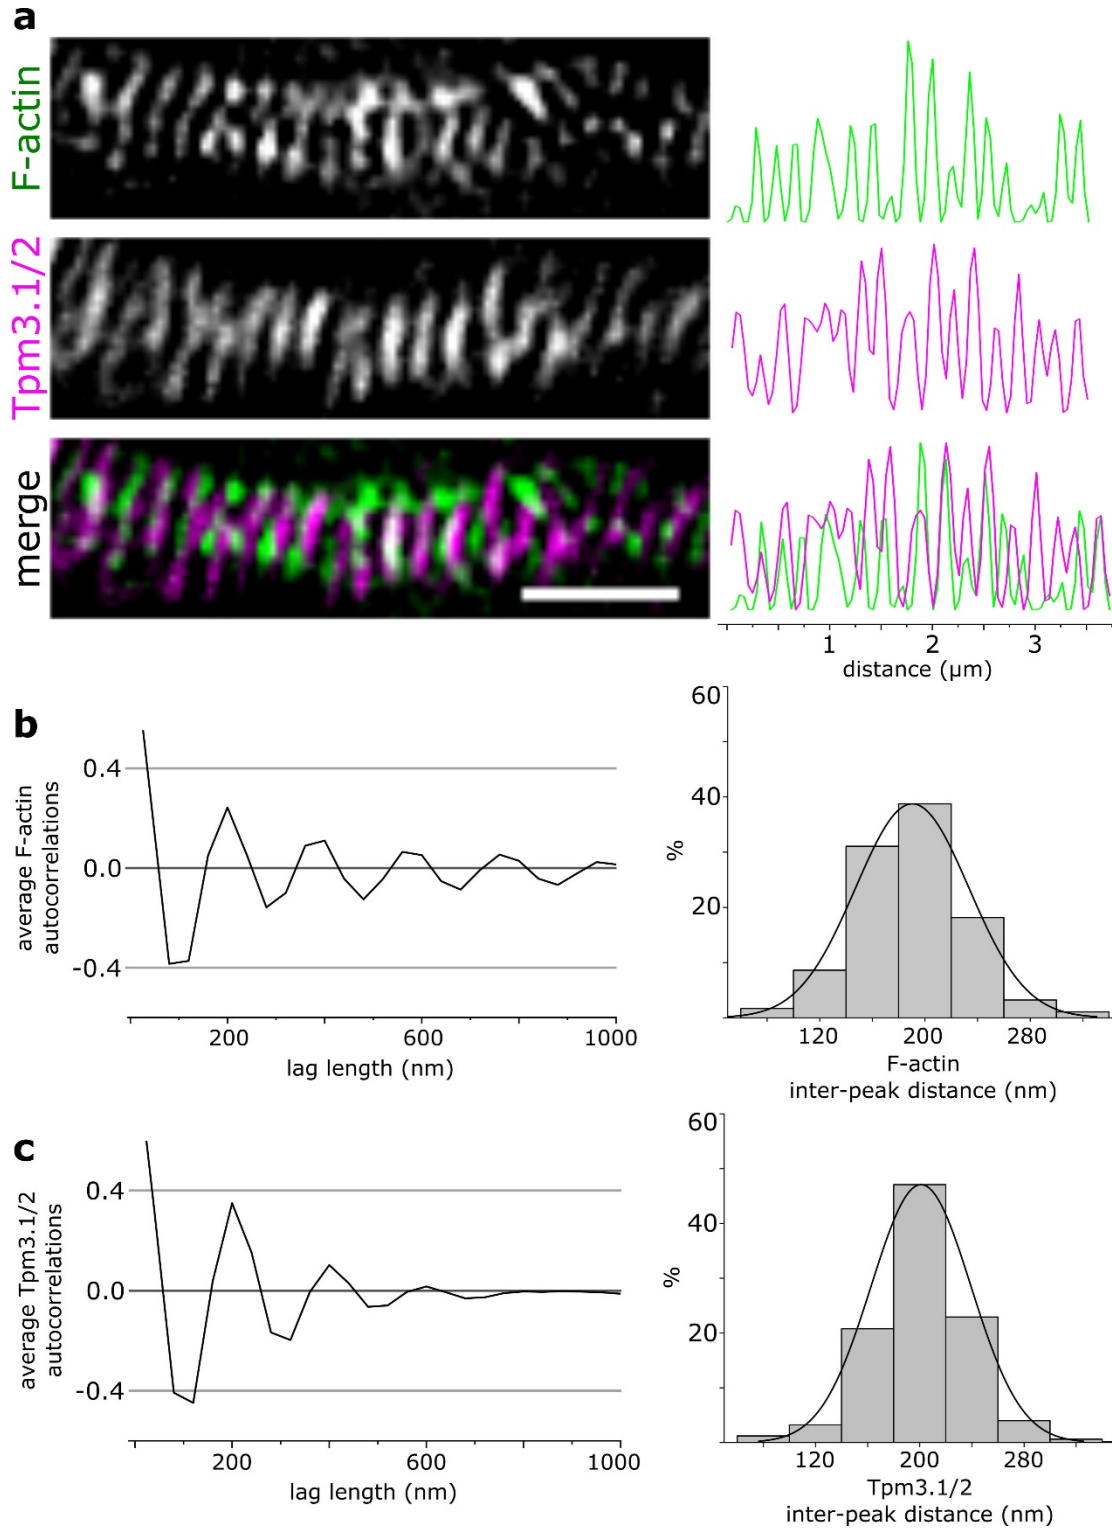 a
F-actin
Tpm3.1/2
merge
1 2 3
distance (µm)
b
average F-actin
autocorrelations
0.4
0.0
-0.4
200 600 1000
lag length (nm)
60
40
20
%
120 200 280
F-actin
inter-peak distance (nm)
c
average Tpm3.1/2
autocorrelations
0.4
0.0
-0.4
200 600 1000
lag length (nm)
60
40
20
%
120 200 280
Tpm3.1/2
inter-peak distance (nm)